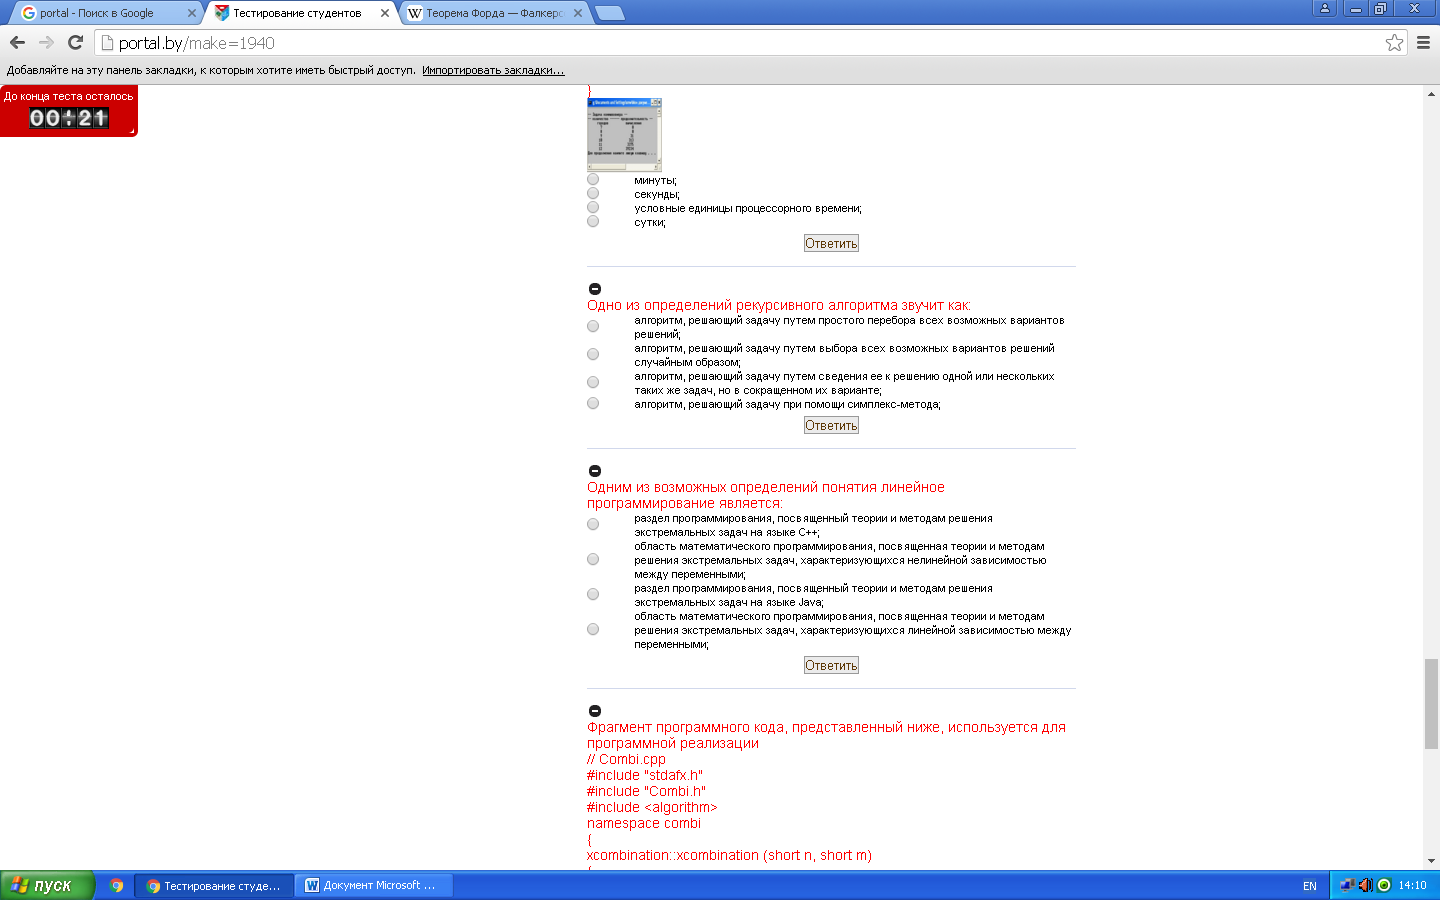 portal - Поиск в Google
Тестирование студентов
Теорема Форда — Фалкерс
portal.by/make=1940
Добавляйте на эту панель закладки, к которым хотите иметь быстрый доступ. Импортировать закладки...
До конца теста осталось
00:21
}
минуты;
секунды;
условные единицы процессорного времени;
сутки;
Ответить
Одно из определений рекурсивного алгоритма звучит как:
алгоритм, решающий задачу путем простого перебора всех возможных вариантов
решений;
алгоритм, решающий задачу путем выбора всех возможных вариантов решений
случайным образом;
алгоритм, решающий задачу путем сведения ее к решению одной или нескольких
таких же задач, но в сокращенном их варианте;
алгоритм, решающий задачу при помощи симплекс-метода;
Ответить
Одним из возможных определений понятия линейное
программирование является:
раздел программирования, посвященный теории и методам решения
экстремальных задач на языке C++;
область математического программирования, посвященная теории и методам
решения экстремальных задач, характеризующихся нелинейной зависимостью
между переменными;
раздел программирования, посвященный теории и методам решения
экстремальных задач на языке Java;
область математического программирования, посвященная теории и методам
решения экстремальных задач, характеризующихся линейной зависимостью между
переменными;
Ответить
Фрагмент программного кода, представленный ниже, используется для
программной реализации
// Combi.cpp
#include "stdafx.h"
#include "Combi.h"
#include <algorithm>
namespace combi
{
xcombination::xcombination (short n, short m)
пуск
Тестирование студе...
Документ Microsoft ...
EN
14:10